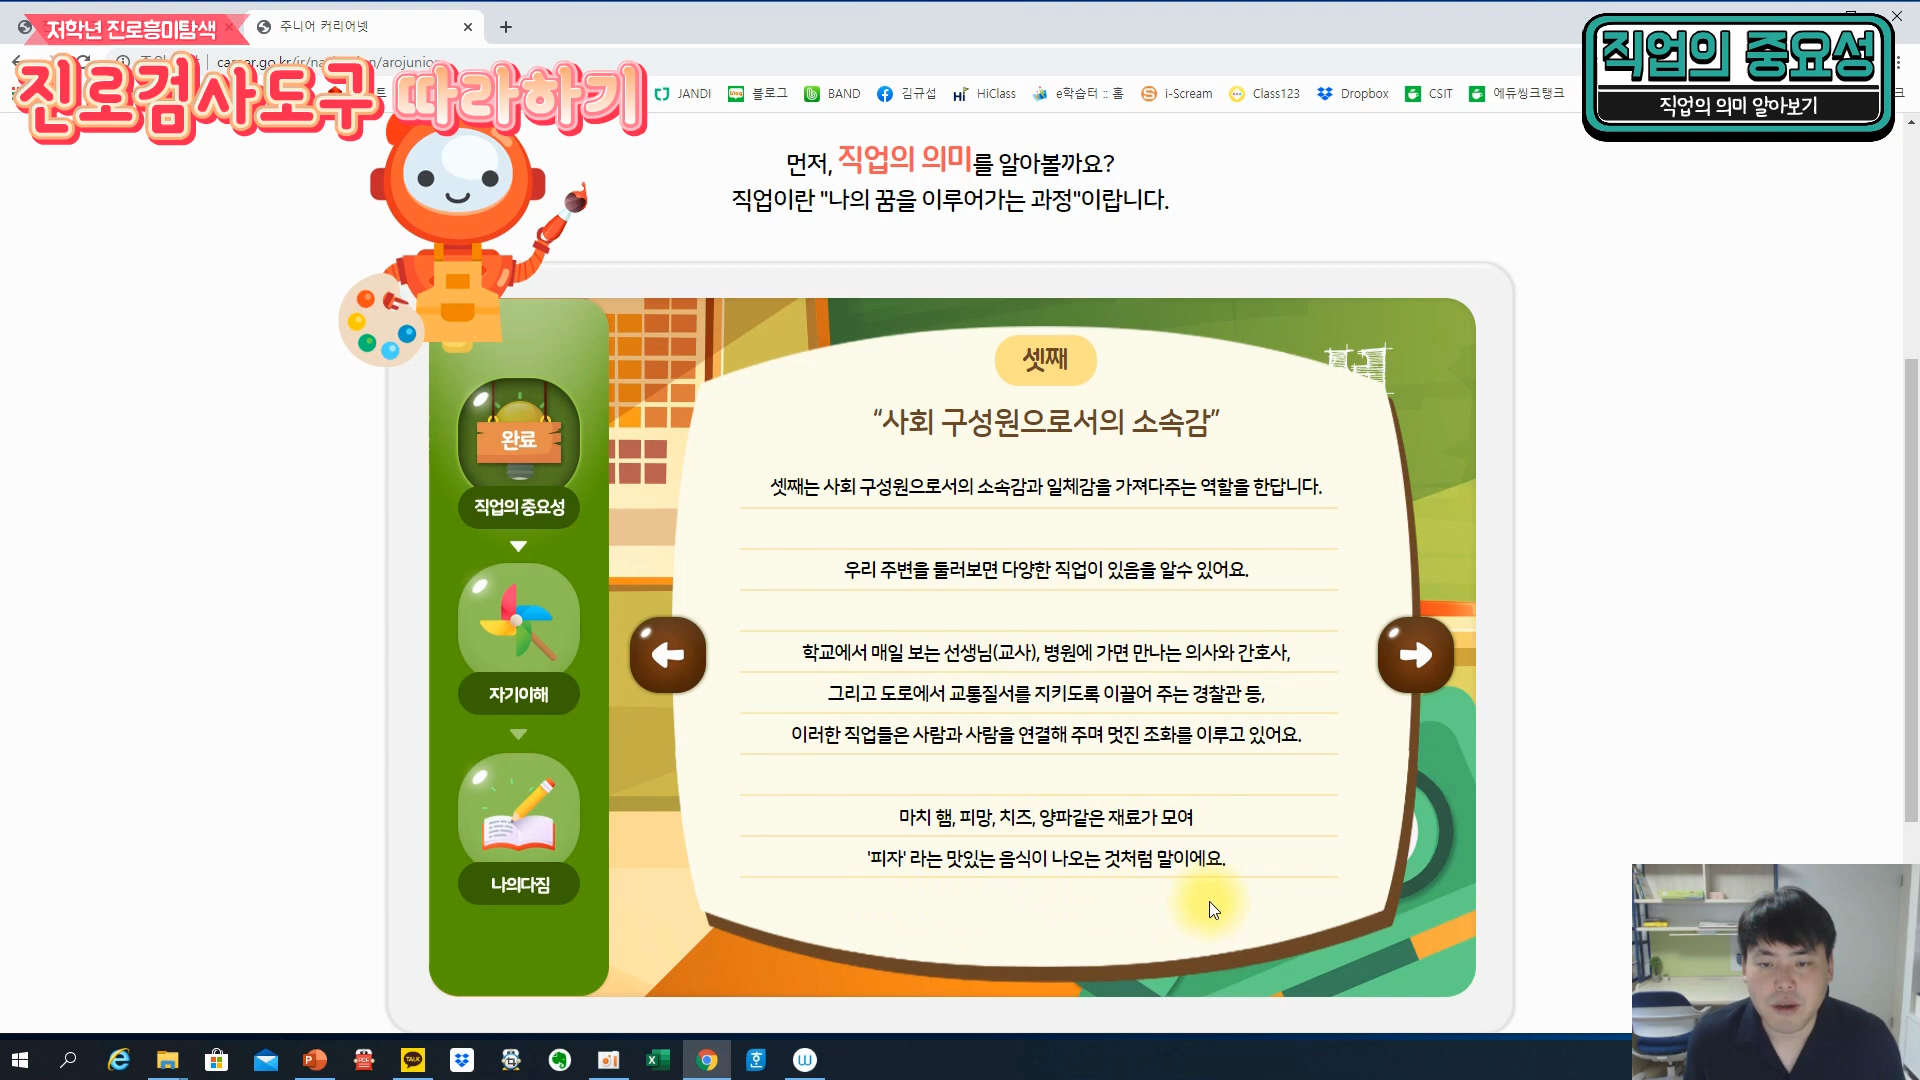 저학년 진로흥미탐색
주니어 커리어넷
진로검사도구 따라하기
직업의 중요성
직업의 의미 알아보기
JANDI
블로그
BAND
김규섭
HiClass
e학습터 :: 홈
i-Scream
Class123
Dropbox
CSIT
에듀씽크탱크
먼저, 직업의 의미를 알아볼까요?
직업이란 "나의 꿈을 이루어가는 과정"이랍니다.
셋째
“사회 구성원으로서의 소속감”
셋째는 사회 구성원으로서의 소속감과 일체감을 가져다주는 역할을 한답니다.
우리 주변을 둘러보면 다양한 직업이 있음을 알수 있어요.
학교에서 매일 보는 선생님(교사), 병원에 가면 만나는 의사와 간호사,
그리고 도로에서 교통질서를 지키도록 이끌어 주는 경찰관 등,
이러한 직업들은 사람과 사람을 연결해 주며 멋진 조화를 이루고 있어요.
마치 햄, 피망, 치즈, 양파같은 재료가 모여
'피자' 라는 맛있는 음식이 나오는 것처럼 말이에요.
완료
직업의 중요성
자기이해
나의다짐